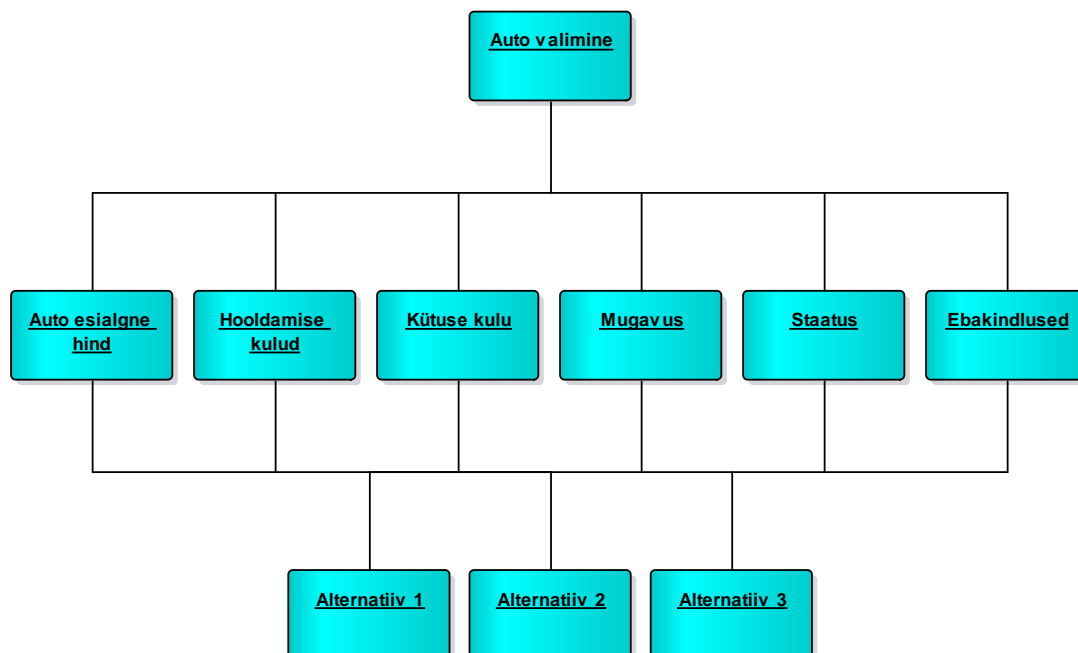 Auto valimine
Auto esialgne
hind
Hooldamise
kulud
Kütuse kulu
Mugavus
Staatus
Ebakindlused
Alternatiiv 1
Alternatiiv 2
Alternatiiv 3